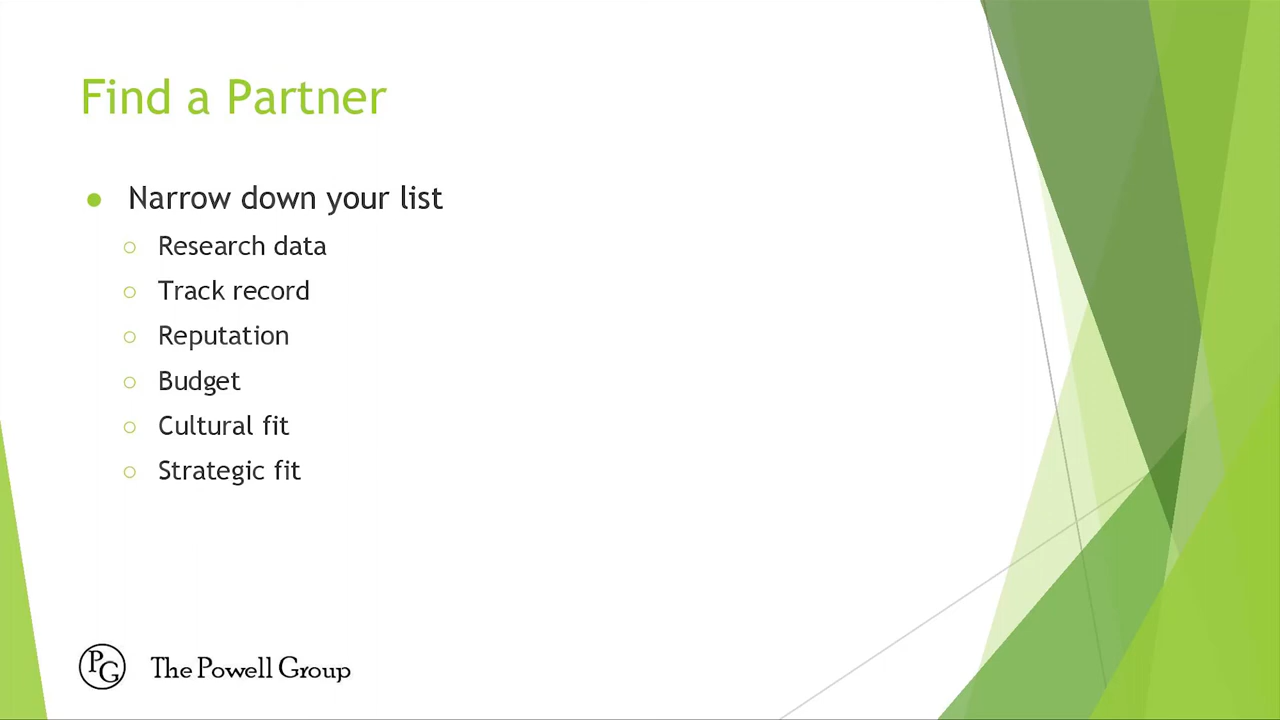 Find a Partner
● Narrow down your list
○ Research data
○ Track record
○ Reputation
○ Budget
○ Cultural fit
○ Strategic fit
PG The Powell Group